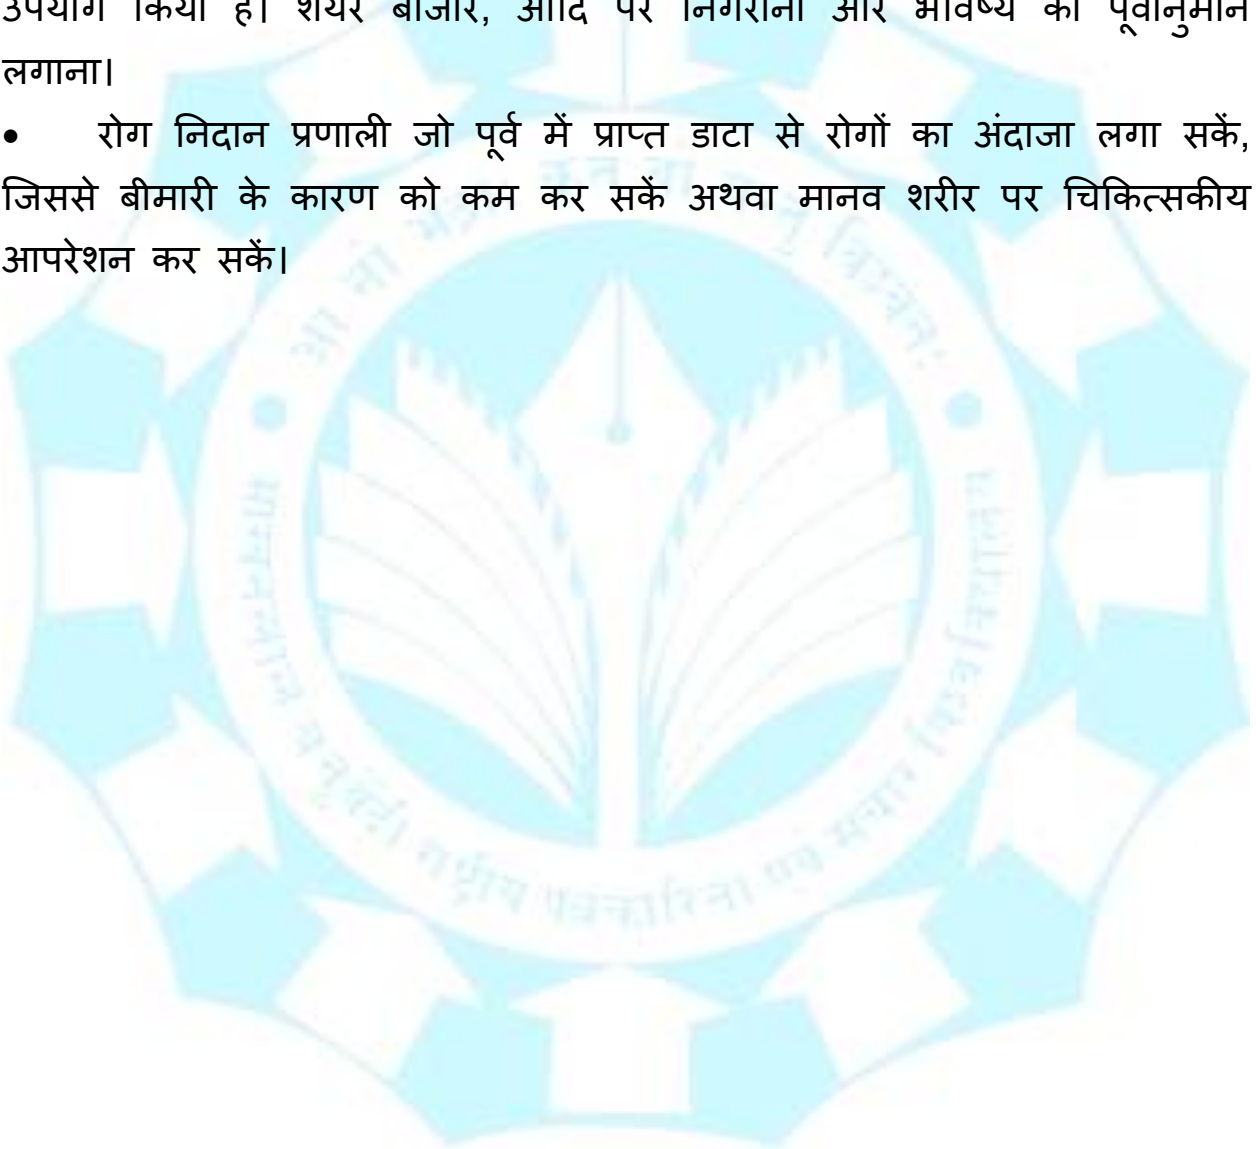 उपयोग किया है। शेयर बाजार, आदि पर निगरानी और भविष्य का पूर्वानुमान
लगाना।
• रोग निदान प्रणाली जो पूर्व में प्राप्त डाटा से रोगों का अंदाजा लगा सकें,
जिससे बीमारी के कारण को कम कर सकें अथवा मानव शरीर पर चिकित्सकीय
आपरेशन कर सकें।